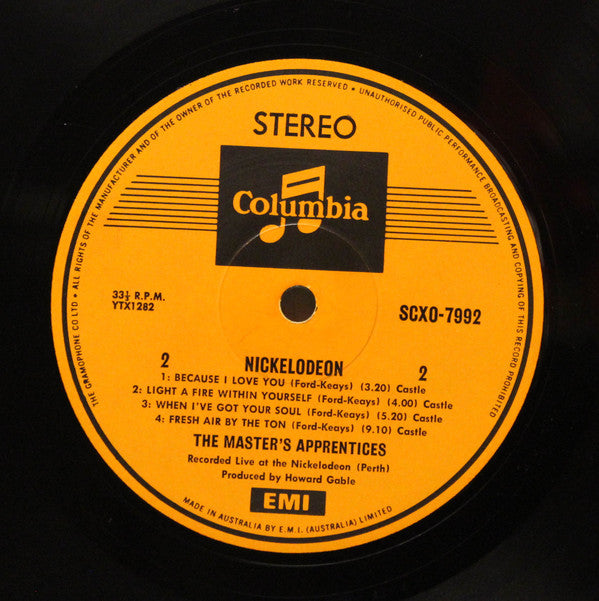 THE GRAMOPHONE CO LTD • ALL RIGHTS OF THE MANUFACTURER AND OF THE OWNER OF THE RECORDED WORK RESERVED • UNAUTHORISED PUBLIC PERFORMANCE BROADCASTING AND COPYING OF THIS RECORD PROHIBITED
STEREO
Columbia
33⅓ R.P.M.
YTX1282
SCXO-7992
2 NICKELODEON 2
1: BECAUSE I LOVE YOU (Ford-Keays) (3.20) Castle
2: LIGHT A FIRE WITHIN YOURSELF (Ford-Keays) (4.00) Castle
3: WHEN I'VE GOT YOUR SOUL (Ford-Keays) (5.20) Castle
4: FRESH AIR BY THE TON (Ford-Keays) (9.10) Castle
THE MASTER'S APPRENTICES
Recorded Live at the Nickelodeon (Perth)
Produced by Howard Gable
EMI
MADE IN AUSTRALIA BY E.M.I. (AUSTRALIA) LIMITED